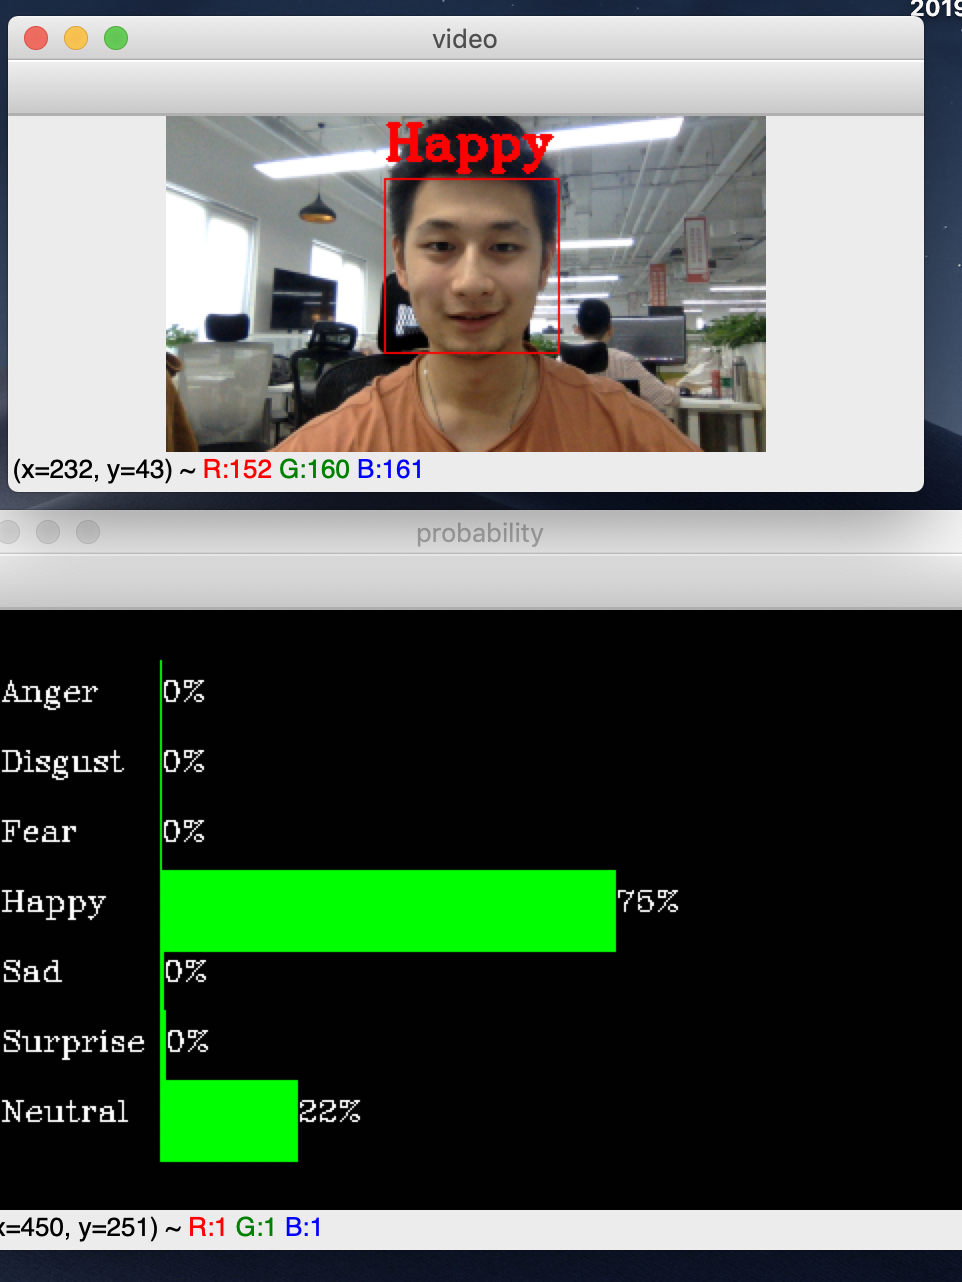 2019
video
Happy
(x=232, y=43) ~ R:152 G:160 B:161
probability
Anger 0%
Disgust 0%
Fear 0%
Happy 75%
Sad 0%
Surprise 0%
Neutral 22%
x=450, y=251) ~ R:1 G:1 B:1